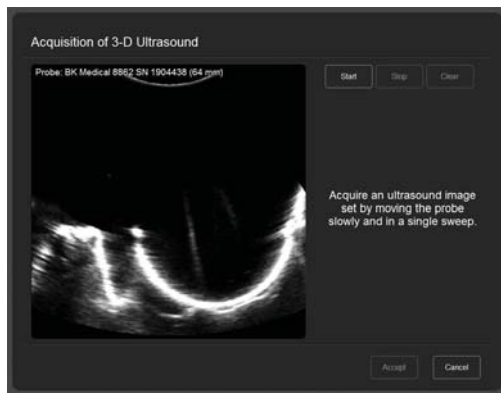 Acquisition of 3-D Ultrasound
Probe: BK Medical 8862 SN 1904438 (64 mm)
Start
Stop
Clear
Acquire an ultrasound image
set by moving the probe
slowly and in a single sweep.
Accept
Cancel